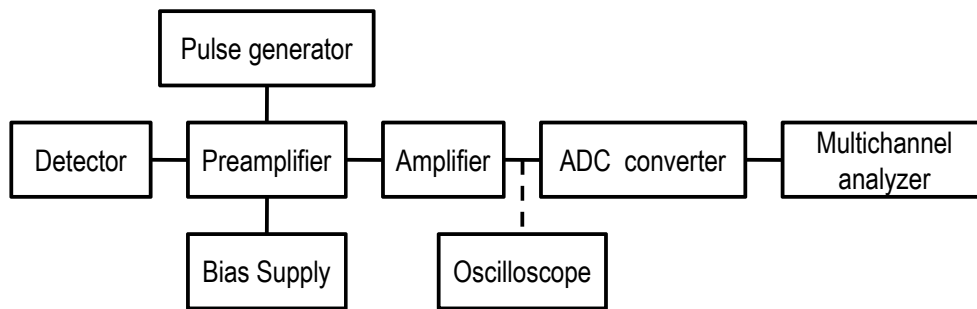 Pulse generator
Detector
Preamplifier
Amplifier
ADC converter
Multichannel
analyzer
Bias Supply
Oscilloscope